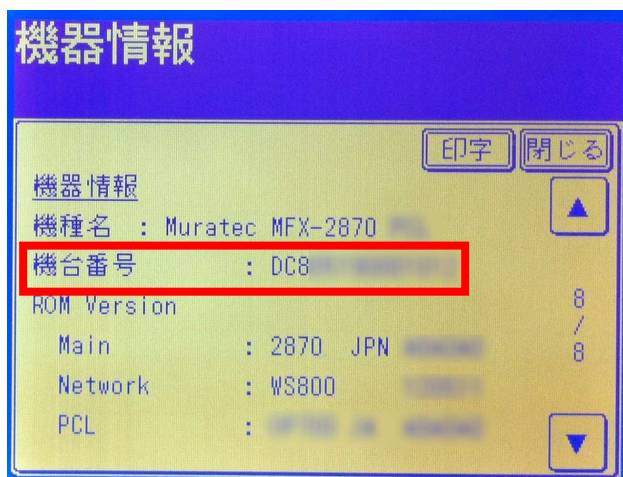 機器情報
印字 閉じる
機器情報
機種名 : Muratec MFX-2870
機台番号 : DC8
ROM Version
Main : 2870 JPN
Network : WS800
PCL :
8
/
8